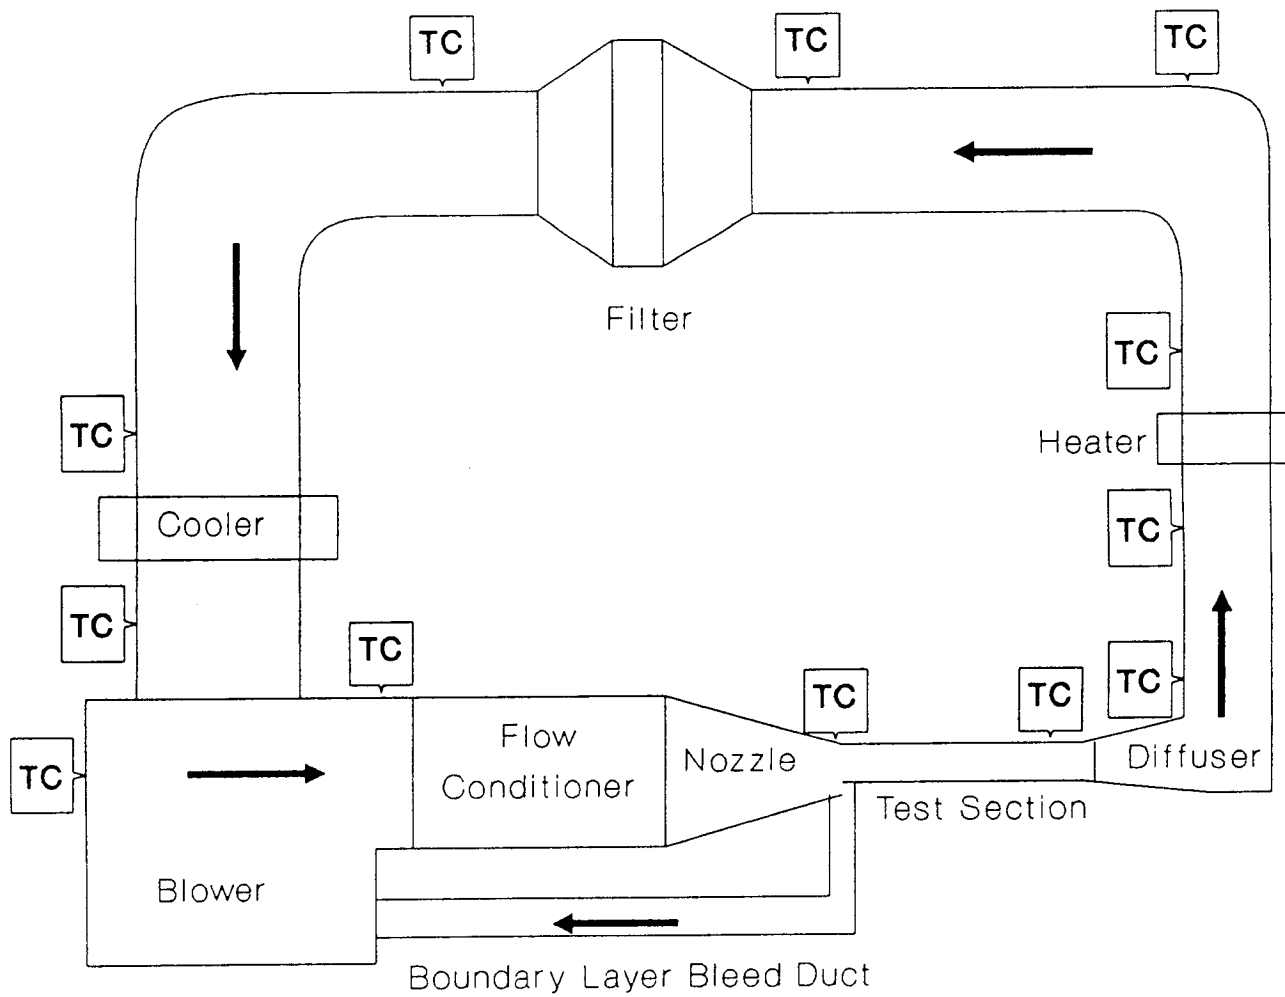 TC
TC
TC
Filter
TC
TC
Heater
Cooler
TC
TC
TC
TC
TC
TC
Flow
Conditioner
Nozzle
Diffuser
TC
Test Section
Blower
Boundary Layer Bleed Duct